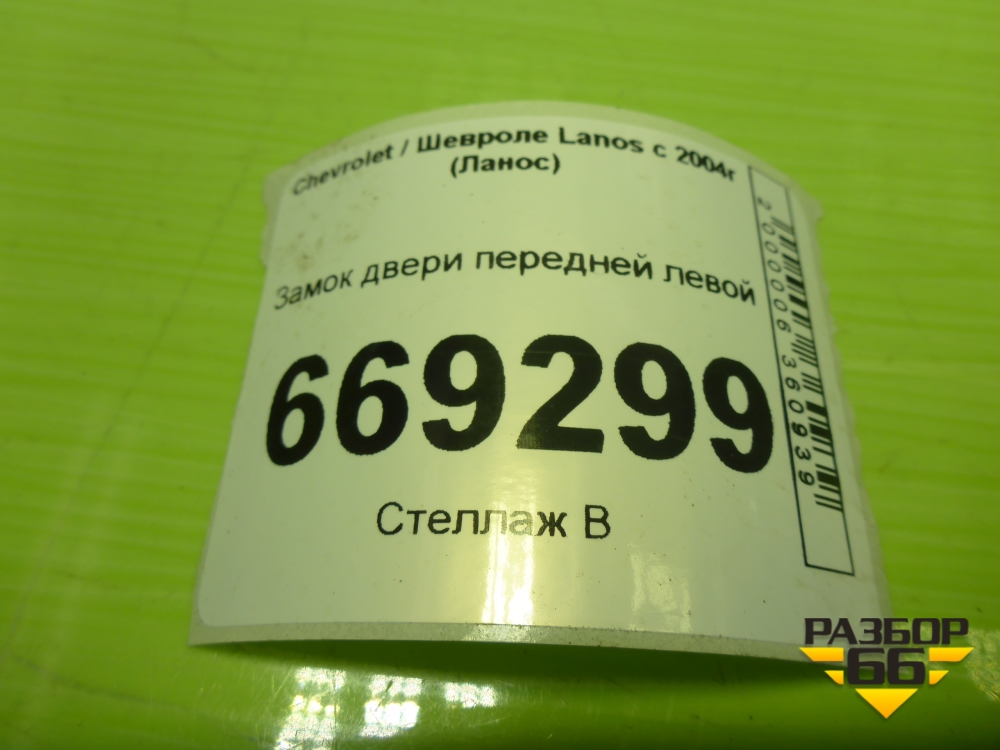 Chevrolet / Шевроле Lanos с 2004г
(Ланос)
Замок двери передней левой
669299
Стеллаж В
2000006360939
РАЗБОР
66